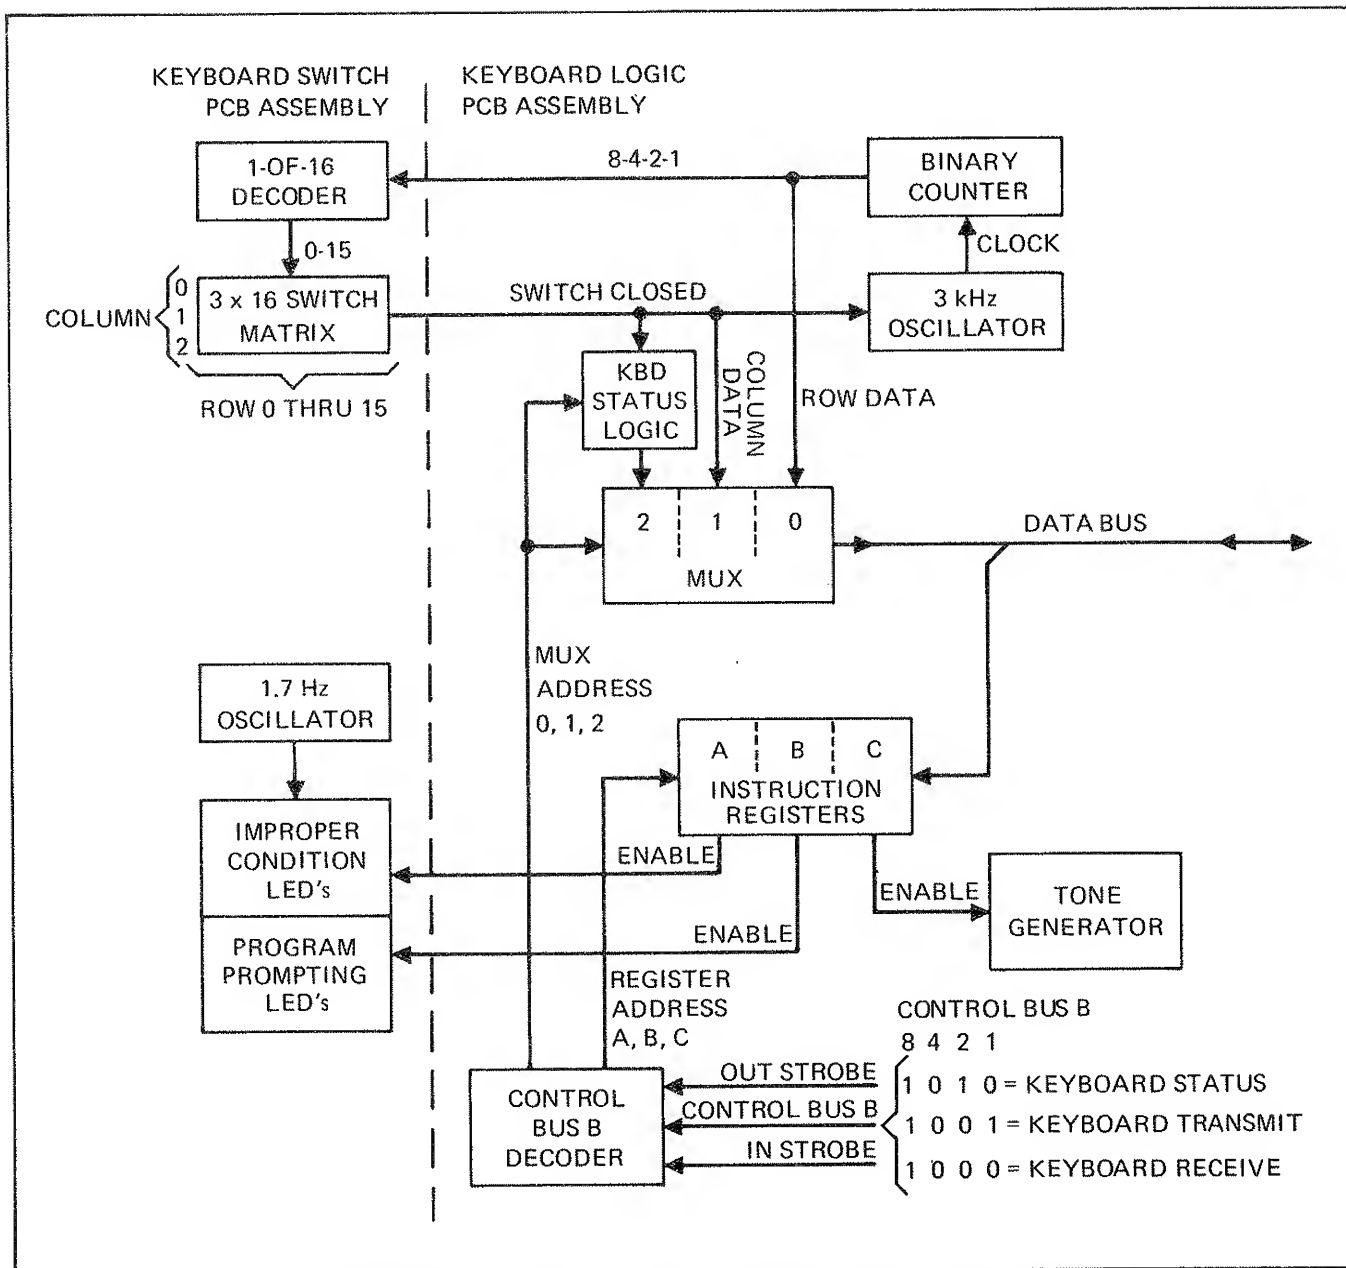 KEYBOARD SWITCH
PCB ASSEMBLY
KEYBOARD LOGIC
PCB ASSEMBLY
1-OF-16
DECODER
8-4-2-1
BINARY
COUNTER
0-15
CLOCK
COLUMN
0
1
2
3 x 16 SWITCH
MATRIX
SWITCH CLOSED
3 kHz
OSCILLATOR
ROW 0 THRU 15
KBD
STATUS
LOGIC
COLUMN
DATA
ROW DATA
2 1 0
MUX
DATA BUS
MUX
ADDRESS
0, 1, 2
1.7 Hz
OSCILLATOR
A B C
INSTRUCTION
REGISTERS
IMPROPER
CONDITION
LED's
ENABLE
ENABLE
TONE
GENERATOR
PROGRAM
PROMPTING
LED's
ENABLE
REGISTER
ADDRESS
A, B, C
CONTROL BUS B
8 4 2 1
CONTROL
BUS B
DECODER
OUT STROBE
1 0 1 0 = KEYBOARD STATUS
CONTROL BUS B
1 0 0 1 = KEYBOARD TRANSMIT
IN STROBE
1 0 0 0 = KEYBOARD RECEIVE